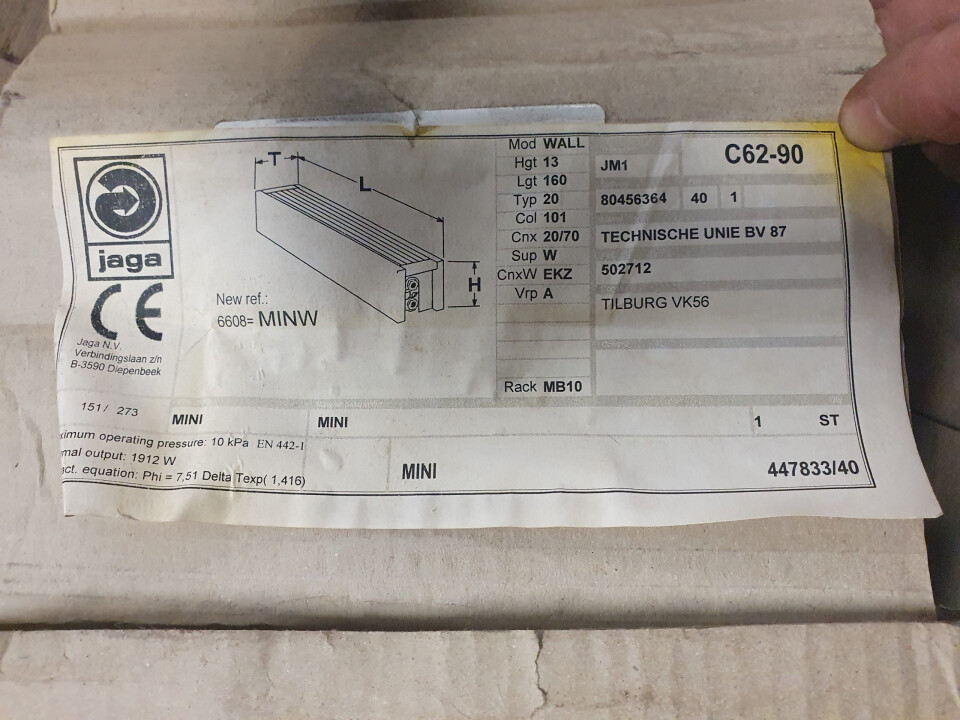 jaga
CE
Jaga N.V.
Verbindingslaan z/n
B-3590 Diepenbeek
T
L
H
New ref.:
6608= MINW
Mod WALL
Hgt 13
Lgt 160
Typ 20
Col 101
Cnx 20/70
Sup W
CnxW EKZ
Vrp A
Rack MB10
JM1
C62-90
80456364 40 1
TECHNISCHE UNIE BV 87
502712
TILBURG VK56
151/ 273 MINI MINI 1 ST
ximum operating pressure: 10 kPa EN 442-1
mal output: 1912 W
act. equation: Phi = 7,51 Delta Texp( 1,416)
MINI 447833/40